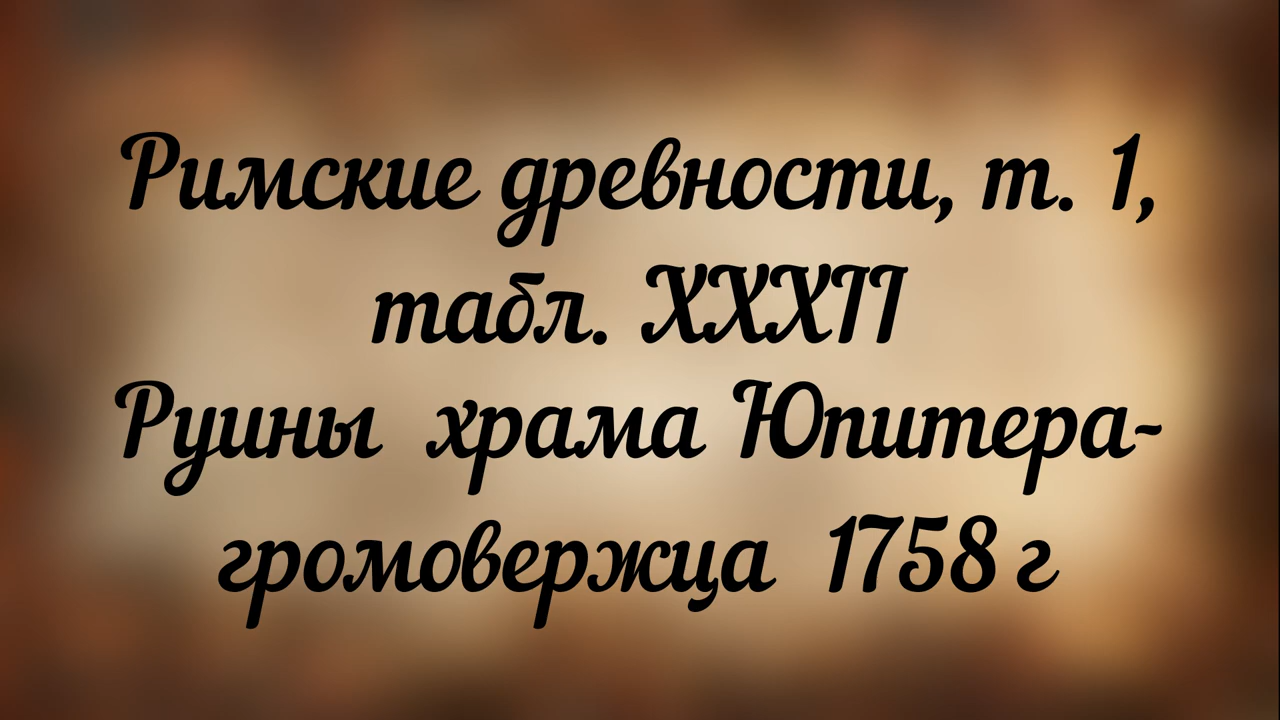 Римские древности, т. 1,
табл. XXXII
Руины  храма Юпитера-
громовержца  1758 г